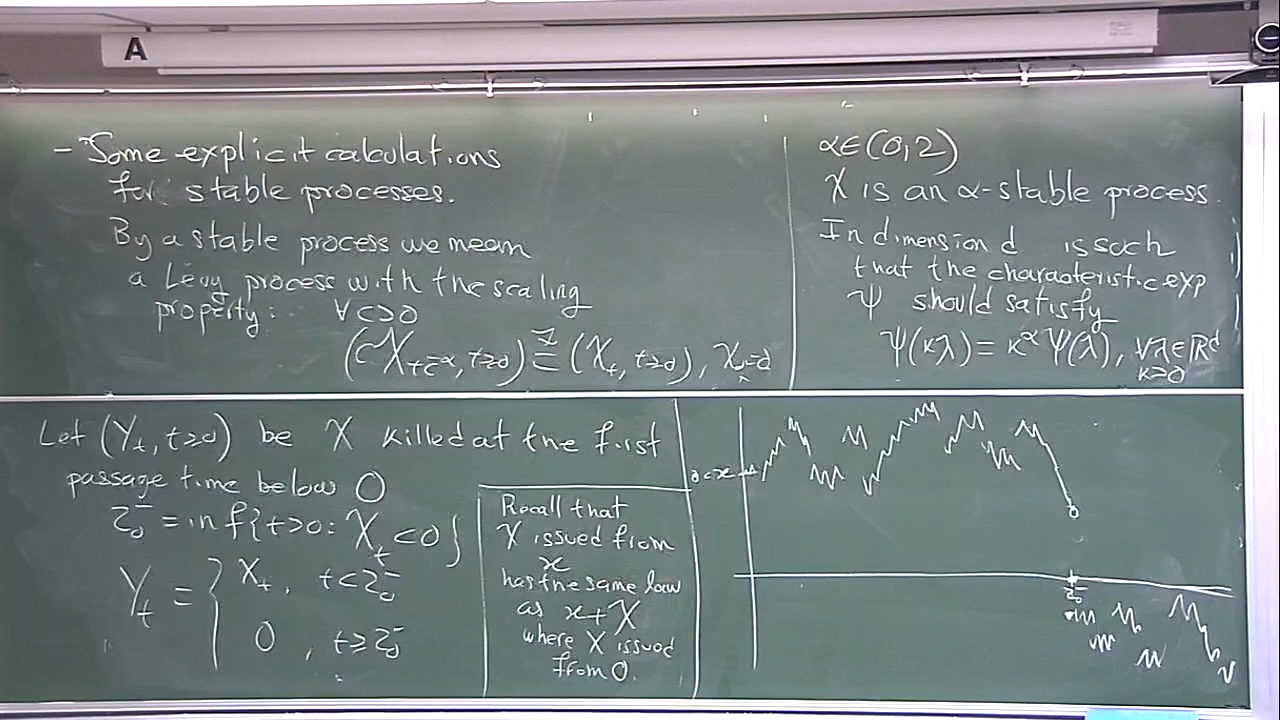 A
- Some explicit calculations
for stable processes.
By a stable process we mean
a Lévy process with the scaling
property: ∀c>0
(c X_{tc^{-α}}, t≥0) =^ℒ (X_t, t≥0), X_0=0
α∈(0,2)
X is an α-stable process.
In dimension d is such
that the characteristic exp
Ψ should satisfy
Ψ(κλ) = κ^α Ψ(λ), ∀λ∈ℝ^d
κ>0
Let (Y_t, t≥0) be X killed at the first
passage time below 0
τ_0^- = inf{t>0: X_t<0}
Y_t = { X_t, t<τ_0^-
0, t≥τ_0^-
Recall that
X issued from
x
has the same law
as x+X
where X issued
from 0.
0<x
τ_0^-